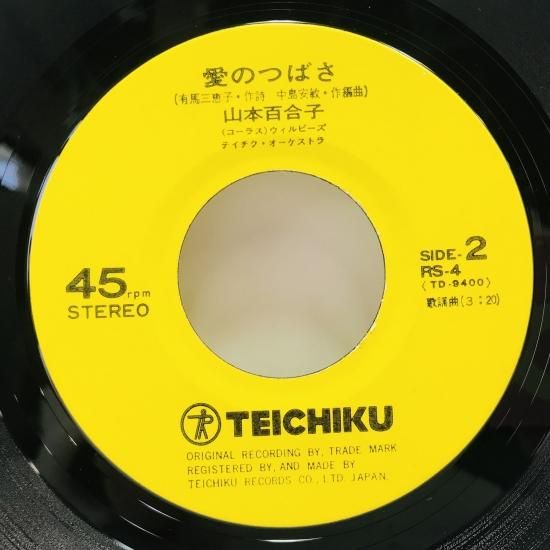 愛のつばさ
(有馬三恵子・作詩 中島安敏・作編曲)
山本百合子
(コーラス)ウィルビーズ
テイチク・オーケストラ
45rpm
STEREO
SIDE-2
RS-4
(TD-9400)
歌謡曲(3:20)
TEICHIKU
ORIGINAL RECORDING BY, TRADE MARK
REGISTERED BY, AND MADE BY
TEICHIKU RECORDS CO., LTD. JAPAN.